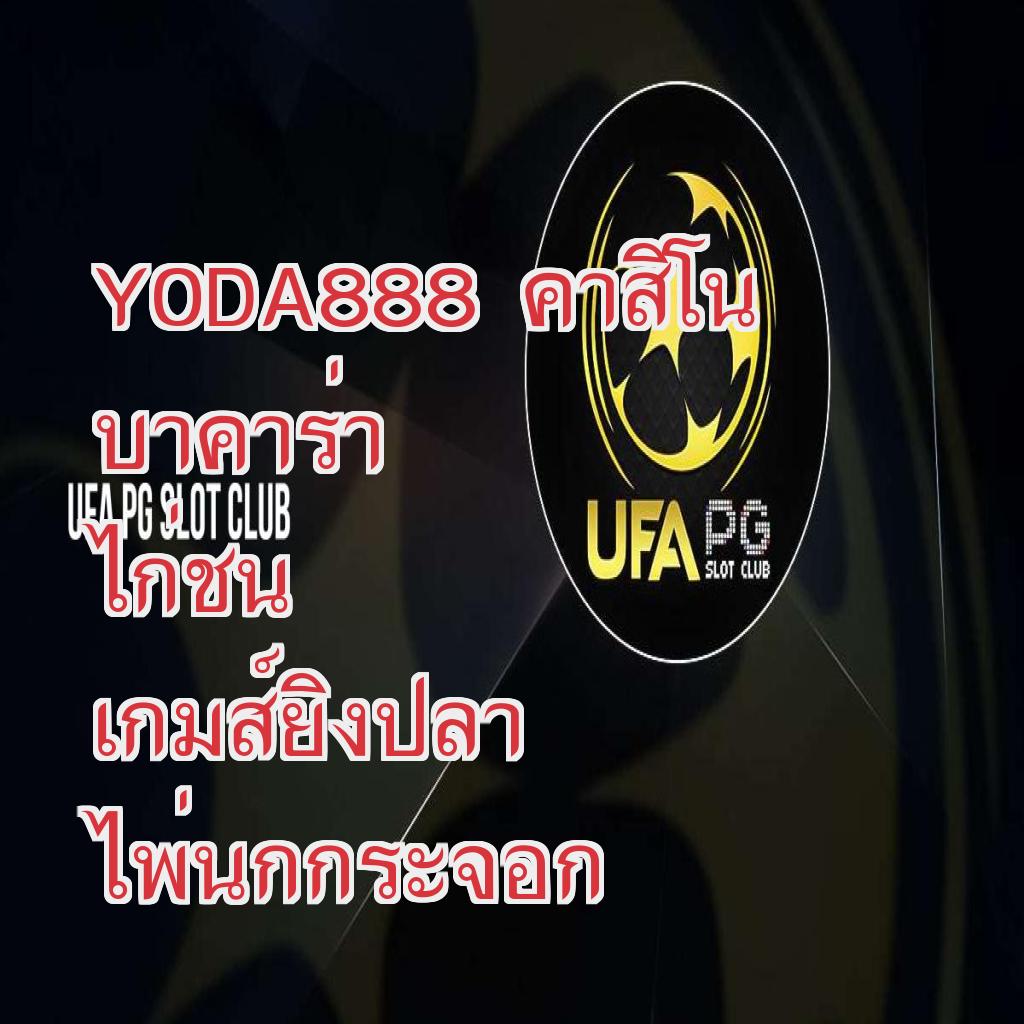 YODA888 คาสิโน
บาคาร่า
UFA PG SLOT CLUB
ไก่ชน
เกมส์ยิงปลา
ไพ่นกกระจอก
UFA PG
SLOT CLUB